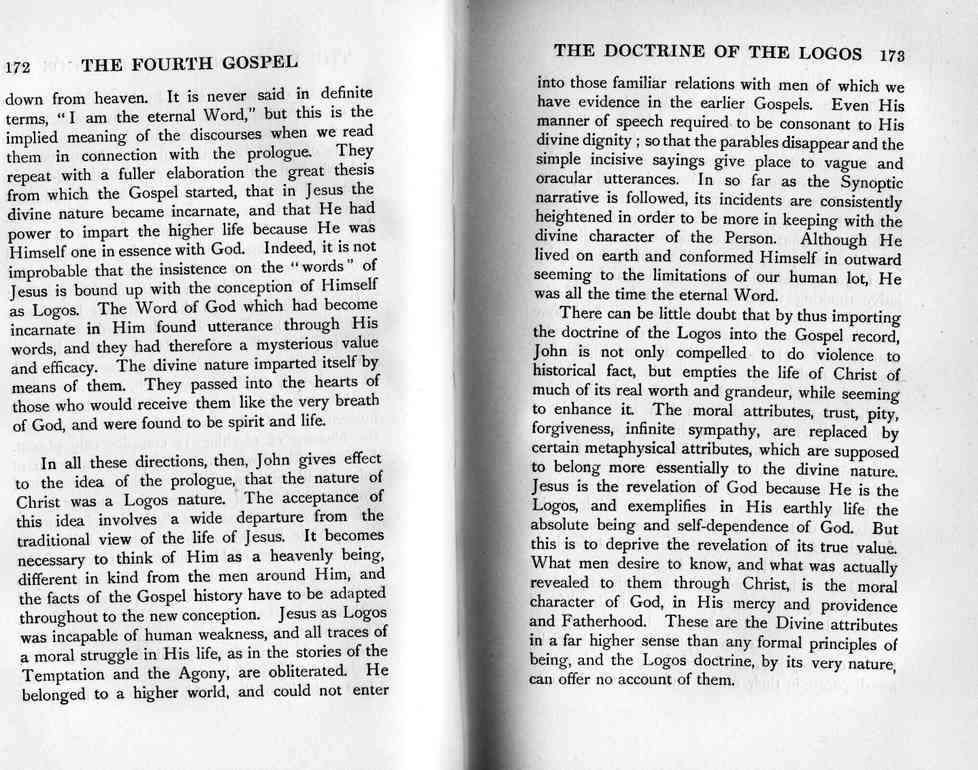 172 THE FOURTH GOSPEL
down from heaven. It is never said in definite
terms, "I am the eternal Word," but this is the
implied meaning of the discourses when we read
them in connection with the prologue. They
repeat with a fuller elaboration the great thesis
from which the Gospel started, that in Jesus the
divine nature became incarnate, and that He had
power to impart the higher life because He was
Himself one in essence with God. Indeed, it is not
improbable that the insistence on the "words" of
Jesus is bound up with the conception of Himself
as Logos. The Word of God which had become
incarnate in Him found utterance through His
words, and they had therefore a mysterious value
and efficacy. The divine nature imparted itself by
means of them. They passed into the hearts of
those who would receive them like the very breath
of God, and were found to be spirit and life.
In all these directions, then, John gives effect
to the idea of the prologue, that the nature of
Christ was a Logos nature. The acceptance of
this idea involves a wide departure from the
traditional view of the life of Jesus. It becomes
necessary to think of Him as a heavenly being,
different in kind from the men around Him, and
the facts of the Gospel history have to be adapted
throughout to the new conception. Jesus as Logos
was incapable of human weakness, and all traces of
a moral struggle in His life, as in the stories of the
Temptation and the Agony, are obliterated. He
belonged to a higher world, and could not enter
THE DOCTRINE OF THE LOGOS 173
into those familiar relations with men of which we
have evidence in the earlier Gospels. Even His
manner of speech required to be consonant to His
divine dignity ; so that the parables disappear and the
simple incisive sayings give place to vague and
oracular utterances. In so far as the Synoptic
narrative is followed, its incidents are consistently
heightened in order to be more in keeping with the
divine character of the Person. Although He
lived on earth and conformed Himself in outward
seeming to the limitations of our human lot, He
was all the time the eternal Word.
There can be little doubt that by thus importing
the doctrine of the Logos into the Gospel record,
John is not only compelled to do violence to
historical fact, but empties the life of Christ of
much of its real worth and grandeur, while seeming
to enhance it. The moral attributes, trust, pity,
forgiveness, infinite sympathy, are replaced by
certain metaphysical attributes, which are supposed
to belong more essentially to the divine nature.
Jesus is the revelation of God because He is the
Logos, and exemplifies in His earthly life the
absolute being and self-dependence of God. But
this is to deprive the revelation of its true value.
What men desire to know, and what was actually
revealed to them through Christ, is the moral
character of God, in His mercy and providence
and Fatherhood. These are the Divine attributes
in a far higher sense than any formal principles of
being, and the Logos doctrine, by its very nature,
can offer no account of them.